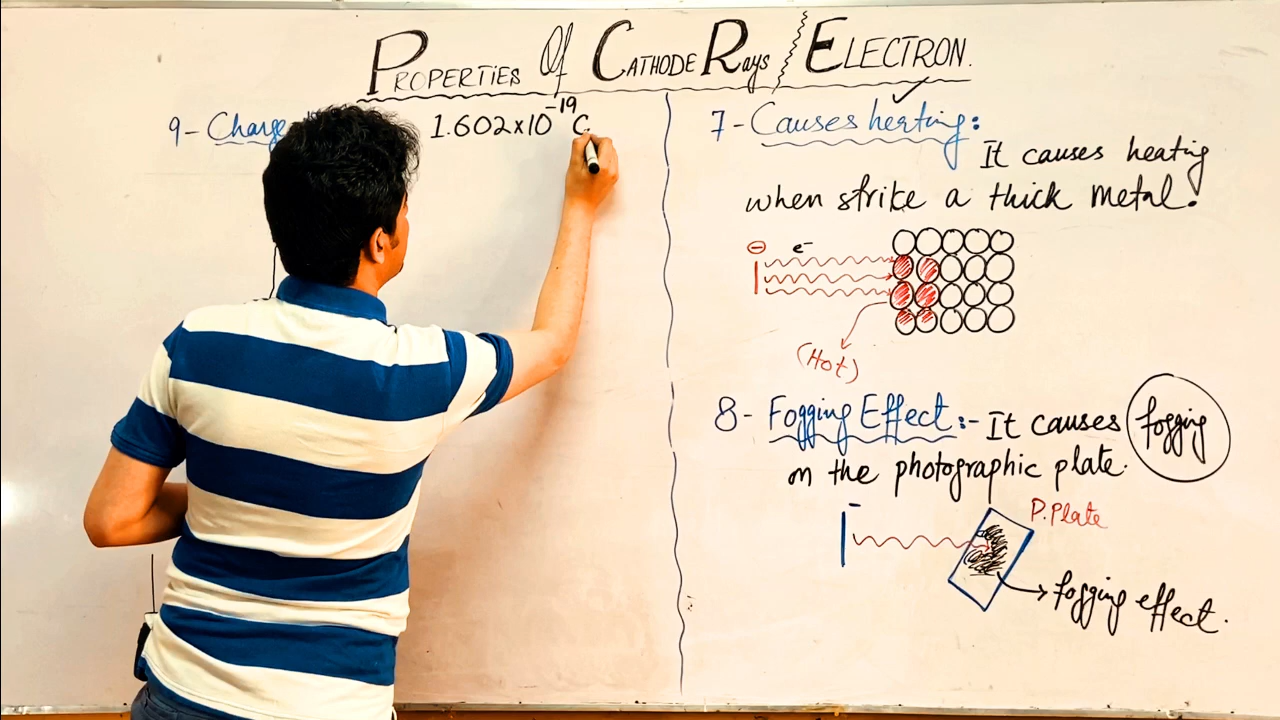 PROPERTIES Of CATHODE RAYS / ELECTRON.
9- Charge
1.602x10⁻¹⁹ C
7- Causes herting:
It causes heating
when strike a thick metal.
⊖ e⁻
(Hot)
8- Fogging Effect:- It causes fogging
on the photographic plate.
P.Plate
fogging effect.